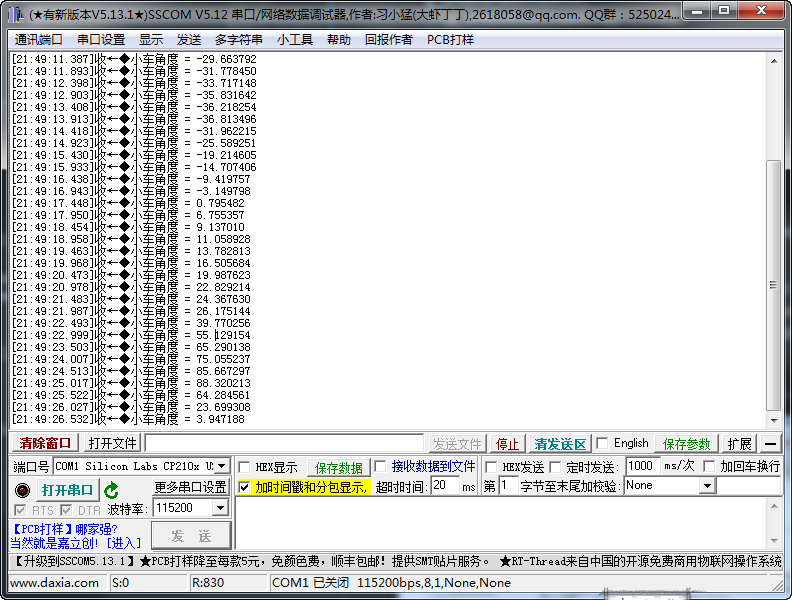 (★有新版本V5.13.1★)SSCOM V5.12 串口/网络数据调试器,作者:习小猛(大虾丁丁),2618058@qq.com. QQ群：525024...
通讯端口 串口设置 显示 发送 多字符串 小工具 帮助 回报作者 PCB打样
[21:49:11.387]收←◆小车角度 = -29.663792
[21:49:11.893]收←◆小车角度 = -31.778450
[21:49:12.398]收←◆小车角度 = -33.717148
[21:49:12.903]收←◆小车角度 = -35.831642
[21:49:13.408]收←◆小车角度 = -36.218254
[21:49:13.913]收←◆小车角度 = -36.813496
[21:49:14.418]收←◆小车角度 = -31.962215
[21:49:14.923]收←◆小车角度 = -25.589251
[21:49:15.430]收←◆小车角度 = -19.214605
[21:49:15.933]收←◆小车角度 = -14.707406
[21:49:16.438]收←◆小车角度 = -9.419757
[21:49:16.943]收←◆小车角度 = -3.149798
[21:49:17.448]收←◆小车角度 = 0.795482
[21:49:17.950]收←◆小车角度 = 6.755357
[21:49:18.454]收←◆小车角度 = 9.137010
[21:49:18.958]收←◆小车角度 = 11.058928
[21:49:19.463]收←◆小车角度 = 13.782813
[21:49:19.968]收←◆小车角度 = 16.505684
[21:49:20.473]收←◆小车角度 = 19.987623
[21:49:20.978]收←◆小车角度 = 22.829214
[21:49:21.483]收←◆小车角度 = 24.367630
[21:49:21.987]收←◆小车角度 = 26.175144
[21:49:22.493]收←◆小车角度 = 39.770256
[21:49:22.999]收←◆小车角度 = 55.129154
[21:49:23.503]收←◆小车角度 = 65.290138
[21:49:24.007]收←◆小车角度 = 75.055237
[21:49:24.513]收←◆小车角度 = 85.667297
[21:49:25.017]收←◆小车角度 = 88.320213
[21:49:25.522]收←◆小车角度 = 64.284561
[21:49:26.027]收←◆小车角度 = 23.699308
[21:49:26.532]收←◆小车角度 = 3.947188
清除窗口 打开文件 发送文件 停止 清发送区 English 保存参数 扩展 —
端口号 COM1 Silicon Labs CP210x US HEX显示 保存数据 接收数据到文件 HEX发送 定时发送: 1000 ms/次 加回车换行
打开串口 更多串口设置 加时间戳和分包显示, 超时时间: 20 ms 第 1 字节至末尾加校验: None
RTS DTR 波特率: 115200
【PCB打样】哪家强?
当然就是嘉立创! [进入]
发 送
【升级到SSCOM5.13.1】★PCB打样降至每款5元，免颜色费，顺丰包邮！提供SMT贴片服务。 ★RT-Thread来自中国的开源免费商用物联网操作系统
www.daxia.com S:0 R:830 COM1 已关闭 115200bps,8,1,None,None